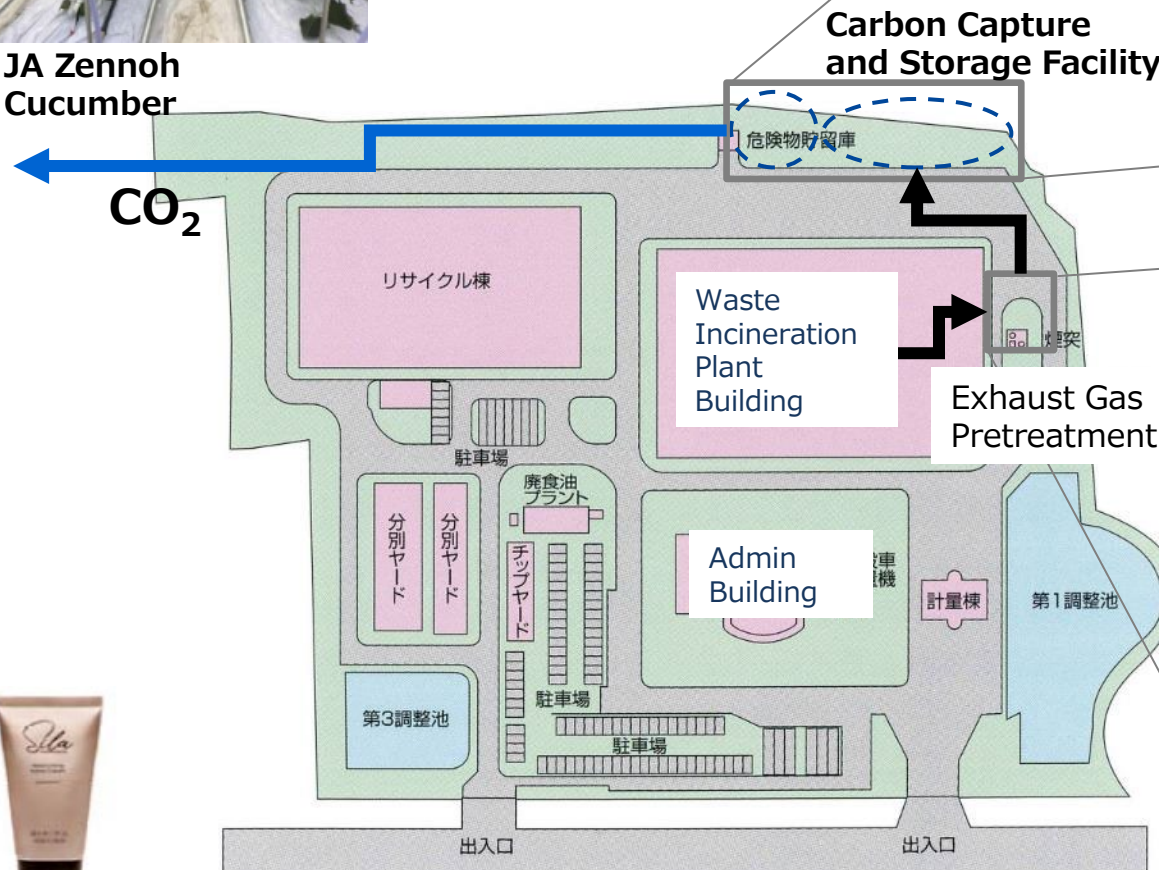 Carbon Capture
and Storage Facility
JA Zennoh
Cucumber
危険物貯留庫
CO₂
リサイクル棟
Waste
Incineration
Plant
Building
煙突
Exhaust Gas
Pretreatment
駐車場
廃食油
プラント
分別ヤード
分別ヤード
チップヤード
Admin
Building
車
機
計量棟
第1調整池
第3調整池
駐車場
駐車場
Sila
出入口
出入口